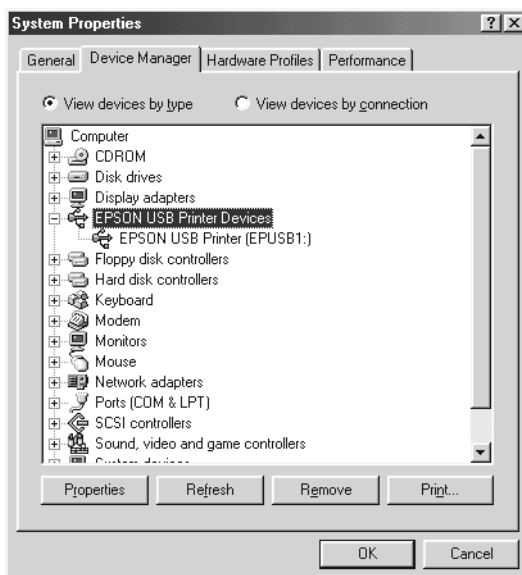 System Properties
General Device Manager Hardware Profiles Performance
View devices by type View devices by connection
Computer
CDROM
Disk drives
Display adapters
EPSON USB Printer Devices
EPSON USB Printer (EPUSB1:)
Floppy disk controllers
Hard disk controllers
Keyboard
Modem
Monitors
Mouse
Network adapters
Ports (COM & LPT)
SCSI controllers
Sound, video and game controllers
Properties Refresh Remove Print...
OK Cancel